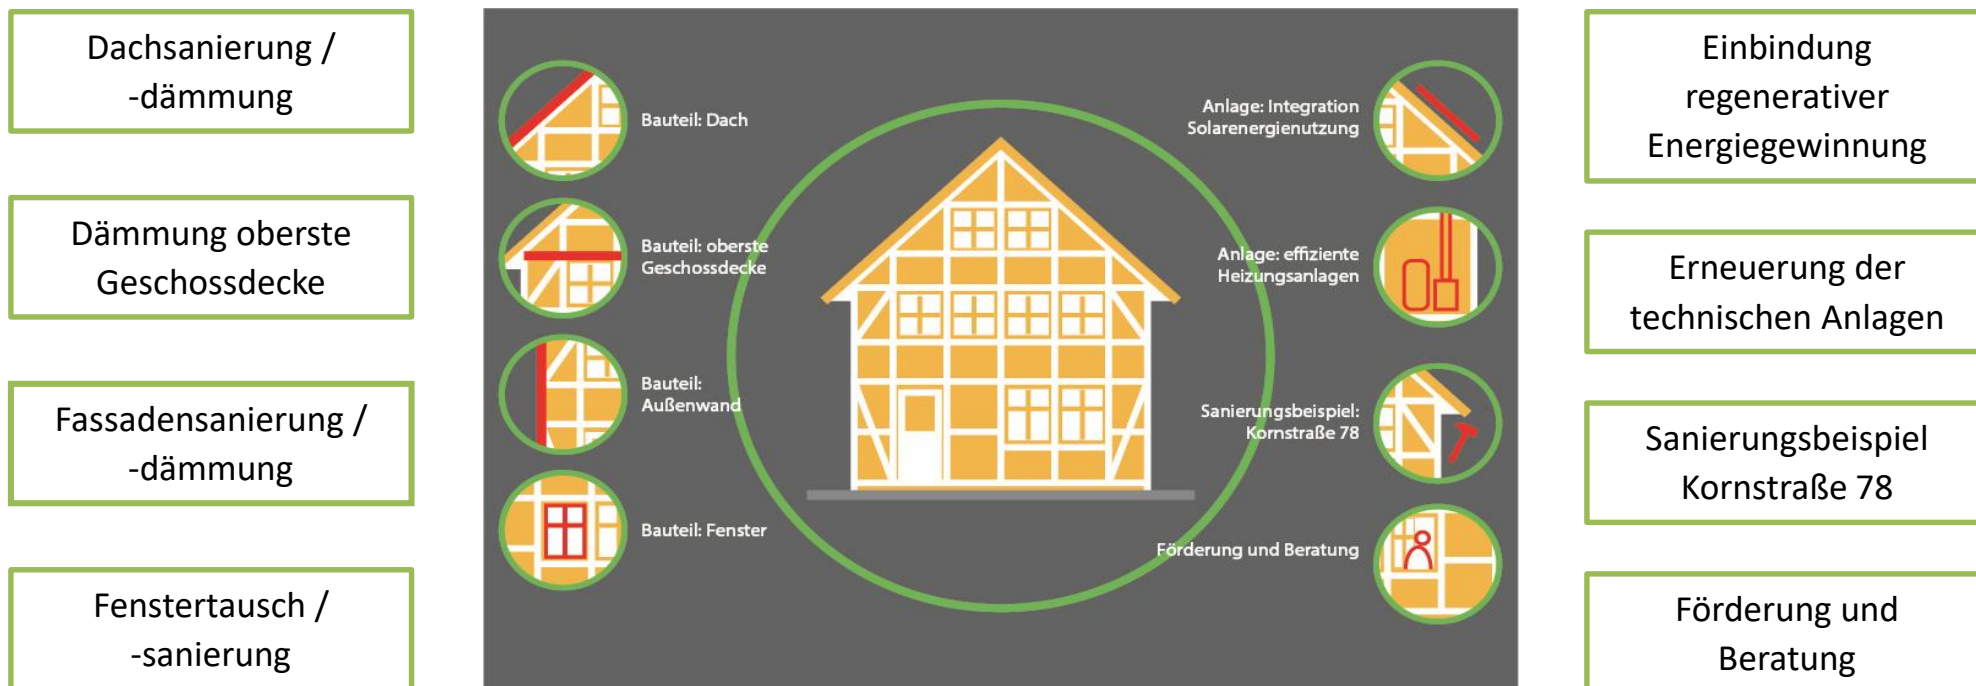 Dachsanierung /
-dämmung
Dämmung oberste
Geschossdecke
Fassadensanierung /
-dämmung
Fenstertausch /
-sanierung
Bauteil: Dach
Bauteil: oberste
Geschossdecke
Bauteil:
Außenwand
Bauteil: Fenster
Anlage: Integration
Solarenergienutzung
Anlage: effiziente
Heizungsanlagen
Sanierungsbeispiel:
Kornstraße 78
Förderung und Beratung
Einbindung
regenerativer
Energiegewinnung
Erneuerung der
technischen Anlagen
Sanierungsbeispiel
Kornstraße 78
Förderung und
Beratung